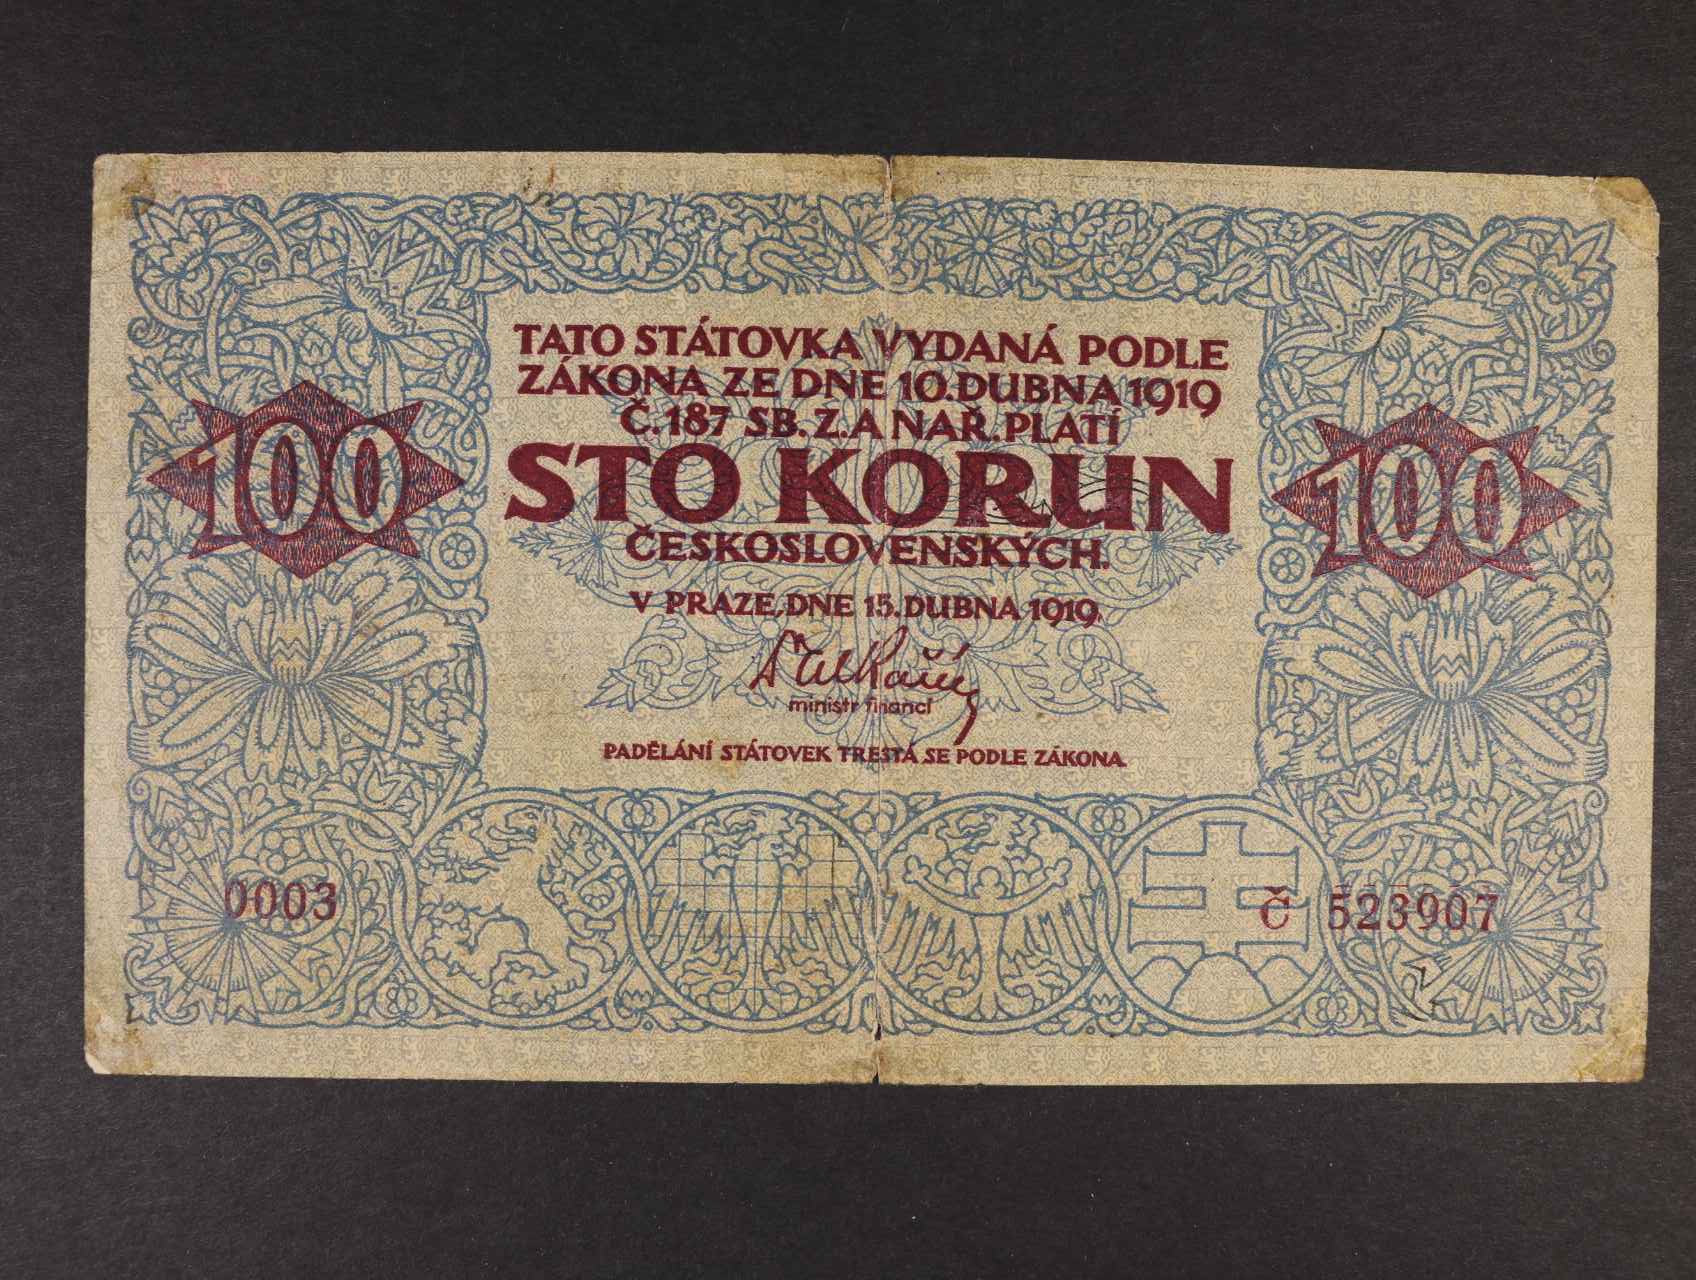 TATO STÁTOVKA VYDANÁ PODLE
ZÁKONA ZE DNE 10. DUBNA 1919
Č. 187 SB. Z. A NAŘ. PLATÍ
100 STO KORUN 100
ČESKOSLOVENSKÝCH.
V PRAZE, DNE 15. DUBNA 1919.
ministr financí
PADĚLÁNÍ STÁTOVEK TRESTÁ SE PODLE ZÁKONA.
0003 Č 523907